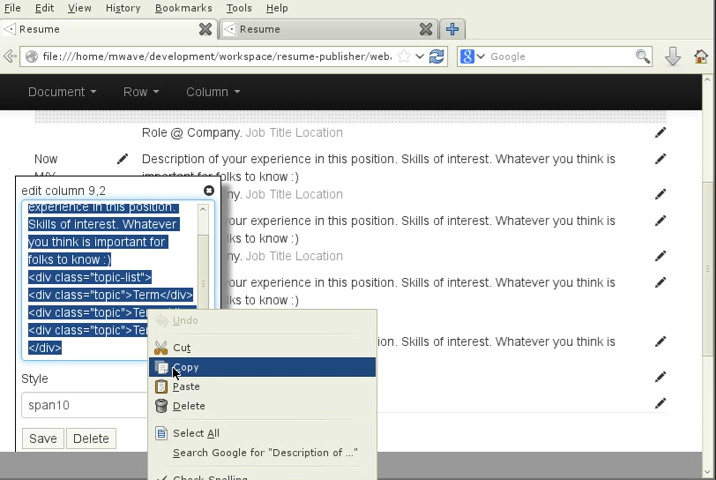 File Edit View History Bookmarks Tools Help
Resume Resume
file:///home/mwave/development/workspace/resume-publisher/web. Google
Document Row Column
Role @ Company. Job Title Location
Now Description of your experience in this position. Skills of interest. Whatever you think is
important for folks to know :)
ny. Job Title Location
your experience in this position. Skills of interest. Whatever you think is
lks to know :)
ny. Job Title Location
your experience in this position. Skills of interest. Whatever you think is
lks to know :)
ion. Skills of interest. Whatever you think is
edit column 9,2
experience in this position.
Skills of interest. Whatever
you think is important for
folks to know :)
<div class="topic-list">
<div class="topic">Term</div>
<div class="topic">Te
<div class="topic">Te
</div>
Style
span10
Save Delete
Undo
Cut
Copy
Paste
Delete
Select All
Search Google for "Description of ..."
Check Spelling